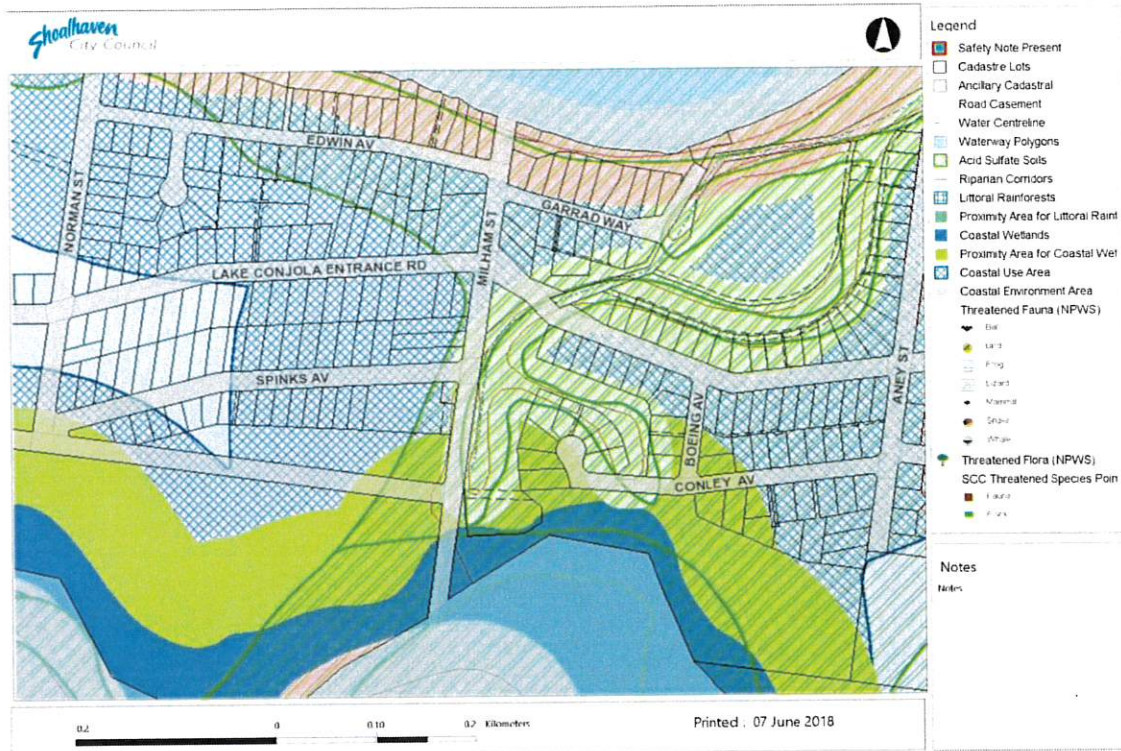 Shoalhaven
City Council
EDWIN AV
NORMAN ST
MILHAM ST
GARRAD WAY
LAKE CONJOLA ENTRANCE RD
SPINKS AV
BOEING AV
ANEY ST
CONLEY AV
0.2 0 0.10 0.2 Kilometers
Printed : 07 June 2018
Legend
Safety Note Present
Cadastre Lots
Ancillary Cadastral
Road Casement
Water Centreline
Waterway Polygons
Acid Sulfate Soils
Riparian Corridors
Littoral Rainforests
Proximity Area for Littoral Rainf
Coastal Wetlands
Proximity Area for Coastal Wet
Coastal Use Area
Coastal Environment Area
Threatened Fauna (NPWS)
Bat
Bird
Frog
Lizard
Mammal
Snake
Whale
Threatened Flora (NPWS)
SCC Threatened Species Poin
Fauna
Flora
Notes
Notes